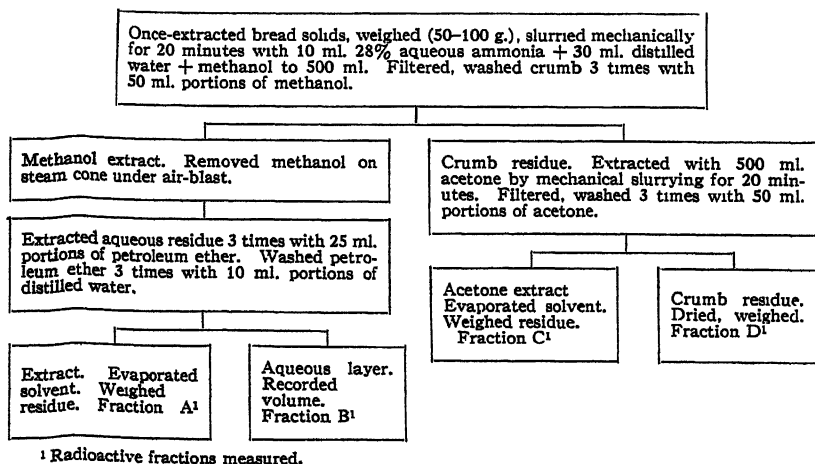 Once-extracted bread solids, weighed (50–100 g.), slurried mechanically
for 20 minutes with 10 ml. 28% aqueous ammonia + 30 ml. distilled
water + methanol to 500 ml. Filtered, washed crumb 3 times with
50 ml. portions of methanol.
Methanol extract. Removed methanol on
steam cone under air-blast.
Crumb residue. Extracted with 500 ml.
acetone by mechanical slurrying for 20 min-
utes. Filtered, washed 3 times with 50 ml.
portions of acetone.
Extracted aqueous residue 3 times with 25 ml.
portions of petroleum ether. Washed petro-
leum ether 3 times with 10 ml. portions of
distilled water.
Acetone extract
Evaporated solvent.
Weighed residue.
Fraction C¹
Crumb residue.
Dried, weighed.
Fraction D¹
Extract. Evaporated
solvent. Weighed
residue. Fraction A¹
Aqueous layer.
Recorded
volume.
Fraction B¹
¹ Radioactive fractions measured.